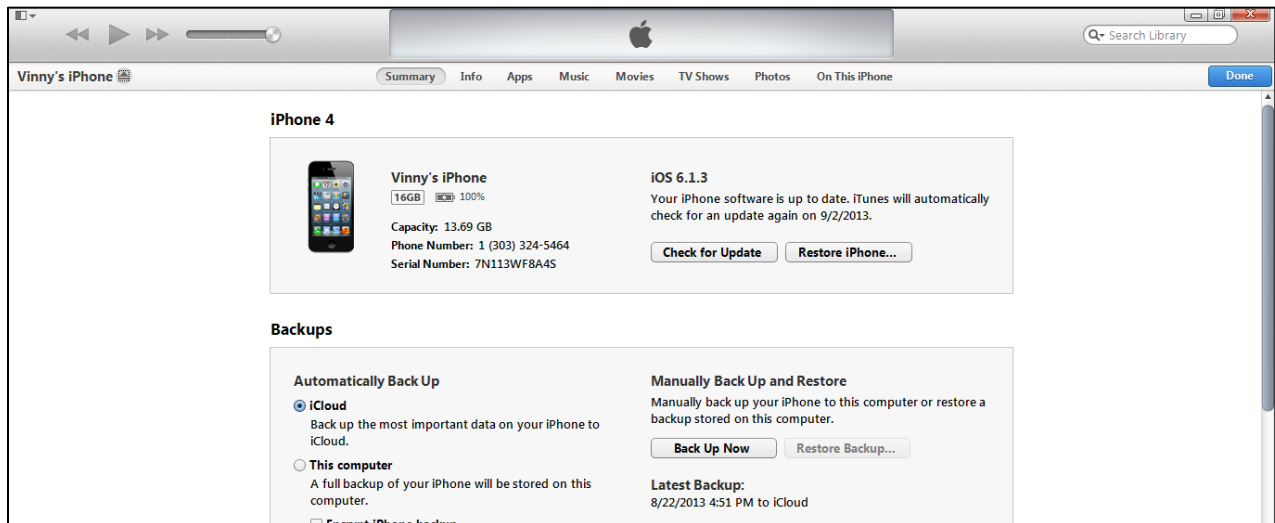 Search Library
Vinny's iPhone
Summary Info Apps Music Movies TV Shows Photos On This iPhone Done
iPhone 4
Vinny's iPhone
16GB 100%
Capacity: 13.69 GB
Phone Number: 1 (303) 324-5464
Serial Number: 7N113WF8A4S
iOS 6.1.3
Your iPhone software is up to date. iTunes will automatically
check for an update again on 9/2/2013.
Check for Update Restore iPhone...
Backups
Automatically Back Up
iCloud
Back up the most important data on your iPhone to
iCloud.
This computer
A full backup of your iPhone will be stored on this
computer.
Encrypt iPhone backup
Manually Back Up and Restore
Manually back up your iPhone to this computer or restore a
backup stored on this computer.
Back Up Now Restore Backup...
Latest Backup:
8/22/2013 4:51 PM to iCloud